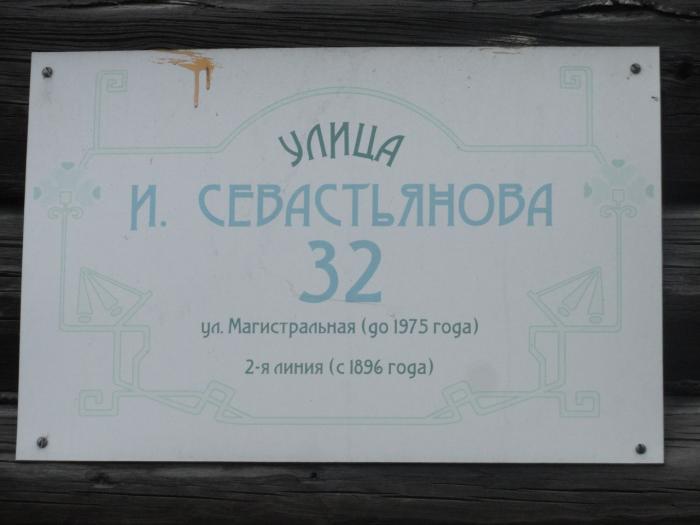 УЛИЦА
И. СЕВАСТЬЯНОВА
32
ул. Магистральная (до 1975 года)
2-я линия (с 1896 года)